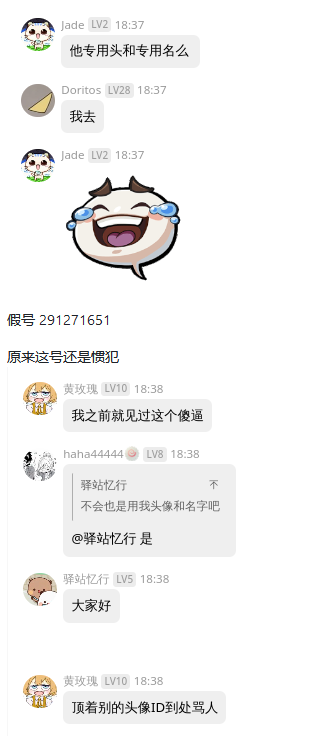 Jade LV2 18:37
他专用头和专用名么
Doritos LV28 18:37
我去
Jade LV2 18:37
假号 291271651
原来这号还是惯犯
黄玫瑰 LV10 18:38
我之前就见过这个傻逼
haha44444 LV8 18:38
驿站忆行
不会也是用我头像和名字吧
@驿站忆行 是
驿站忆行 LV5 18:38
大家好
黄玫瑰 LV10 18:38
顶着别的头像ID到处骂人